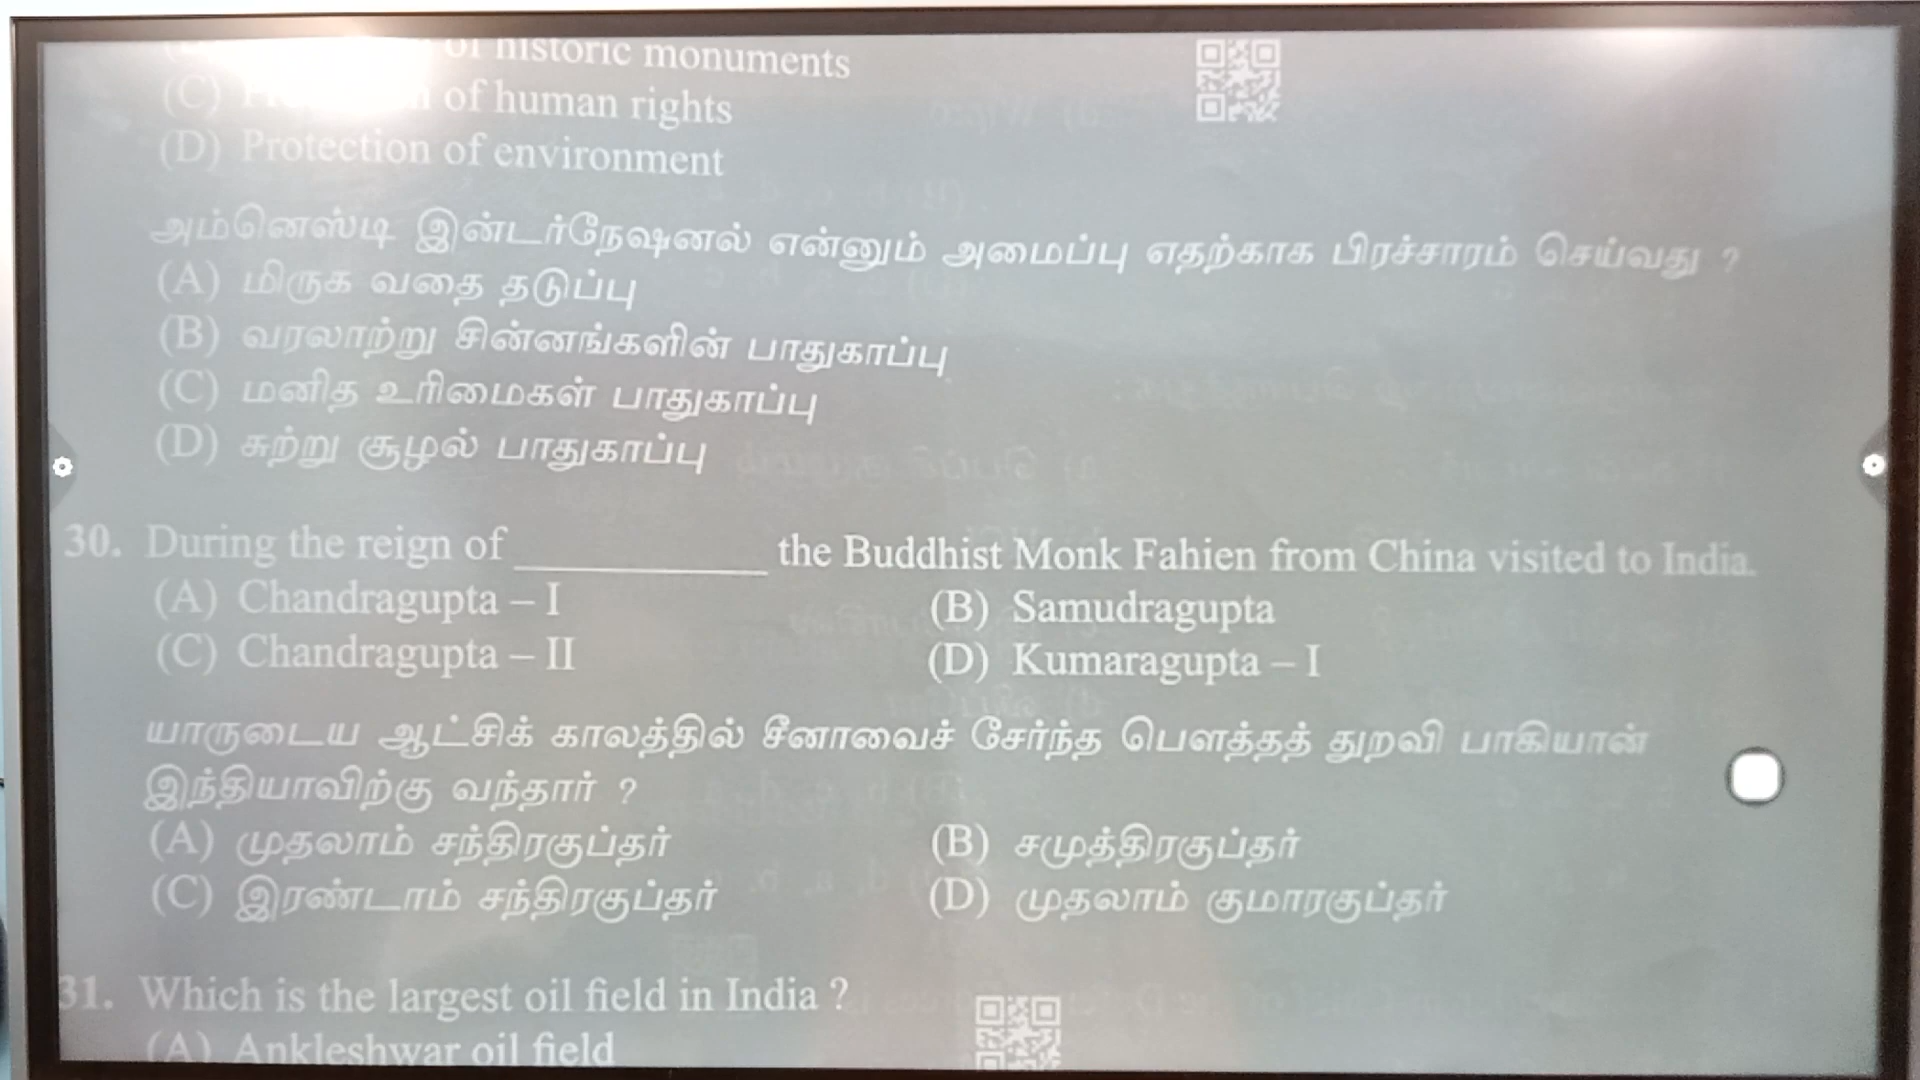 of historic monuments
(C) of human rights
(D) Protection of environment
அம்னெஸ்டி இன்டர்நேஷனல் என்னும் அமைப்பு எதற்காக பிரச்சாரம் செய்வது ?
(A) மிருக வதை தடுப்பு
(B) வரலாற்று சின்னங்களின் பாதுகாப்பு
(C) மனித உரிமைகள் பாதுகாப்பு
(D) சுற்று சூழல் பாதுகாப்பு
30. During the reign of ____________ the Buddhist Monk Fahien from China visited to India.
(A) Chandragupta – I (B) Samudragupta
(C) Chandragupta – II (D) Kumaragupta – I
யாருடைய ஆட்சிக் காலத்தில் சீனாவைச் சேர்ந்த பௌத்தத் துறவி பாகியான்
இந்தியாவிற்கு வந்தார் ?
(A) முதலாம் சந்திரகுப்தர் (B) சமுத்திரகுப்தர்
(C) இரண்டாம் சந்திரகுப்தர் (D) முதலாம் குமாரகுப்தர்
31. Which is the largest oil field in India ?
(A) Ankleshwar oil field